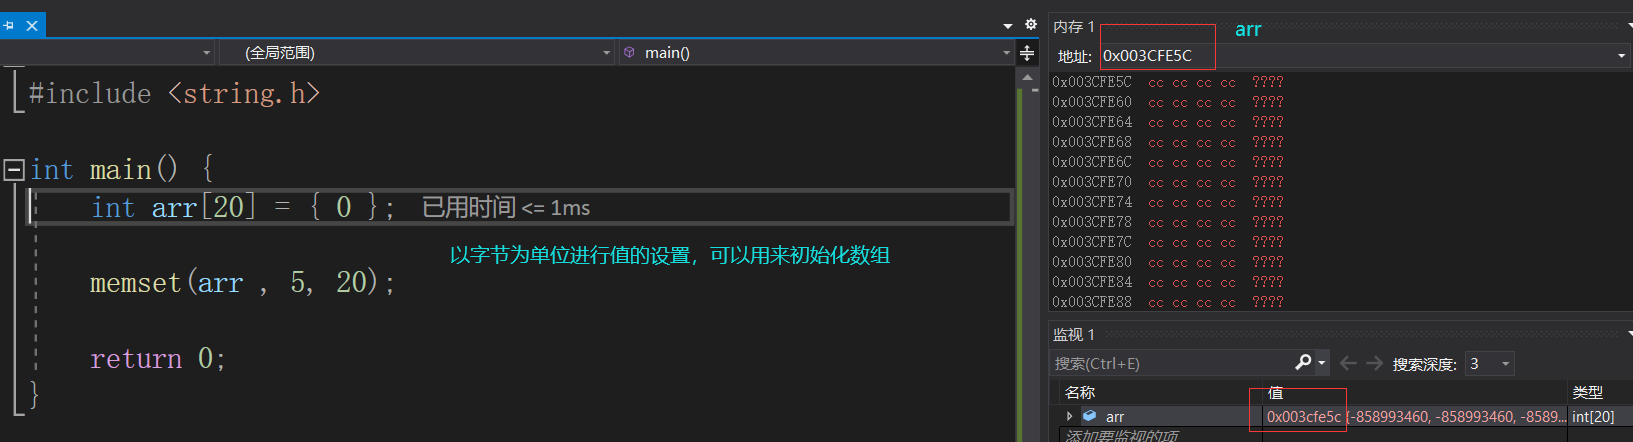 (全局范围)
main()
#include <string.h>
int main() {
int arr[20] = { 0 }; 已用时间 <= 1ms
以字节为单位进行值的设置，可以用来初始化数组
memset(arr , 5, 20);
return 0;
}
内存 1
arr
地址: 0x003CFE5C
0x003CFE5C cc cc cc cc ????
0x003CFE60 cc cc cc cc ????
0x003CFE64 cc cc cc cc ????
0x003CFE68 cc cc cc cc ????
0x003CFE6C cc cc cc cc ????
0x003CFE70 cc cc cc cc ????
0x003CFE74 cc cc cc cc ????
0x003CFE78 cc cc cc cc ????
0x003CFE7C cc cc cc cc ????
0x003CFE80 cc cc cc cc ????
0x003CFE84 cc cc cc cc ????
0x003CFE88 cc cc cc cc ????
监视 1
搜索(Ctrl+E) 搜索深度: 3
名称 值 类型
arr 0x003cfe5c {-858993460, -858993460, -8589... int[20]
添加要监视的项